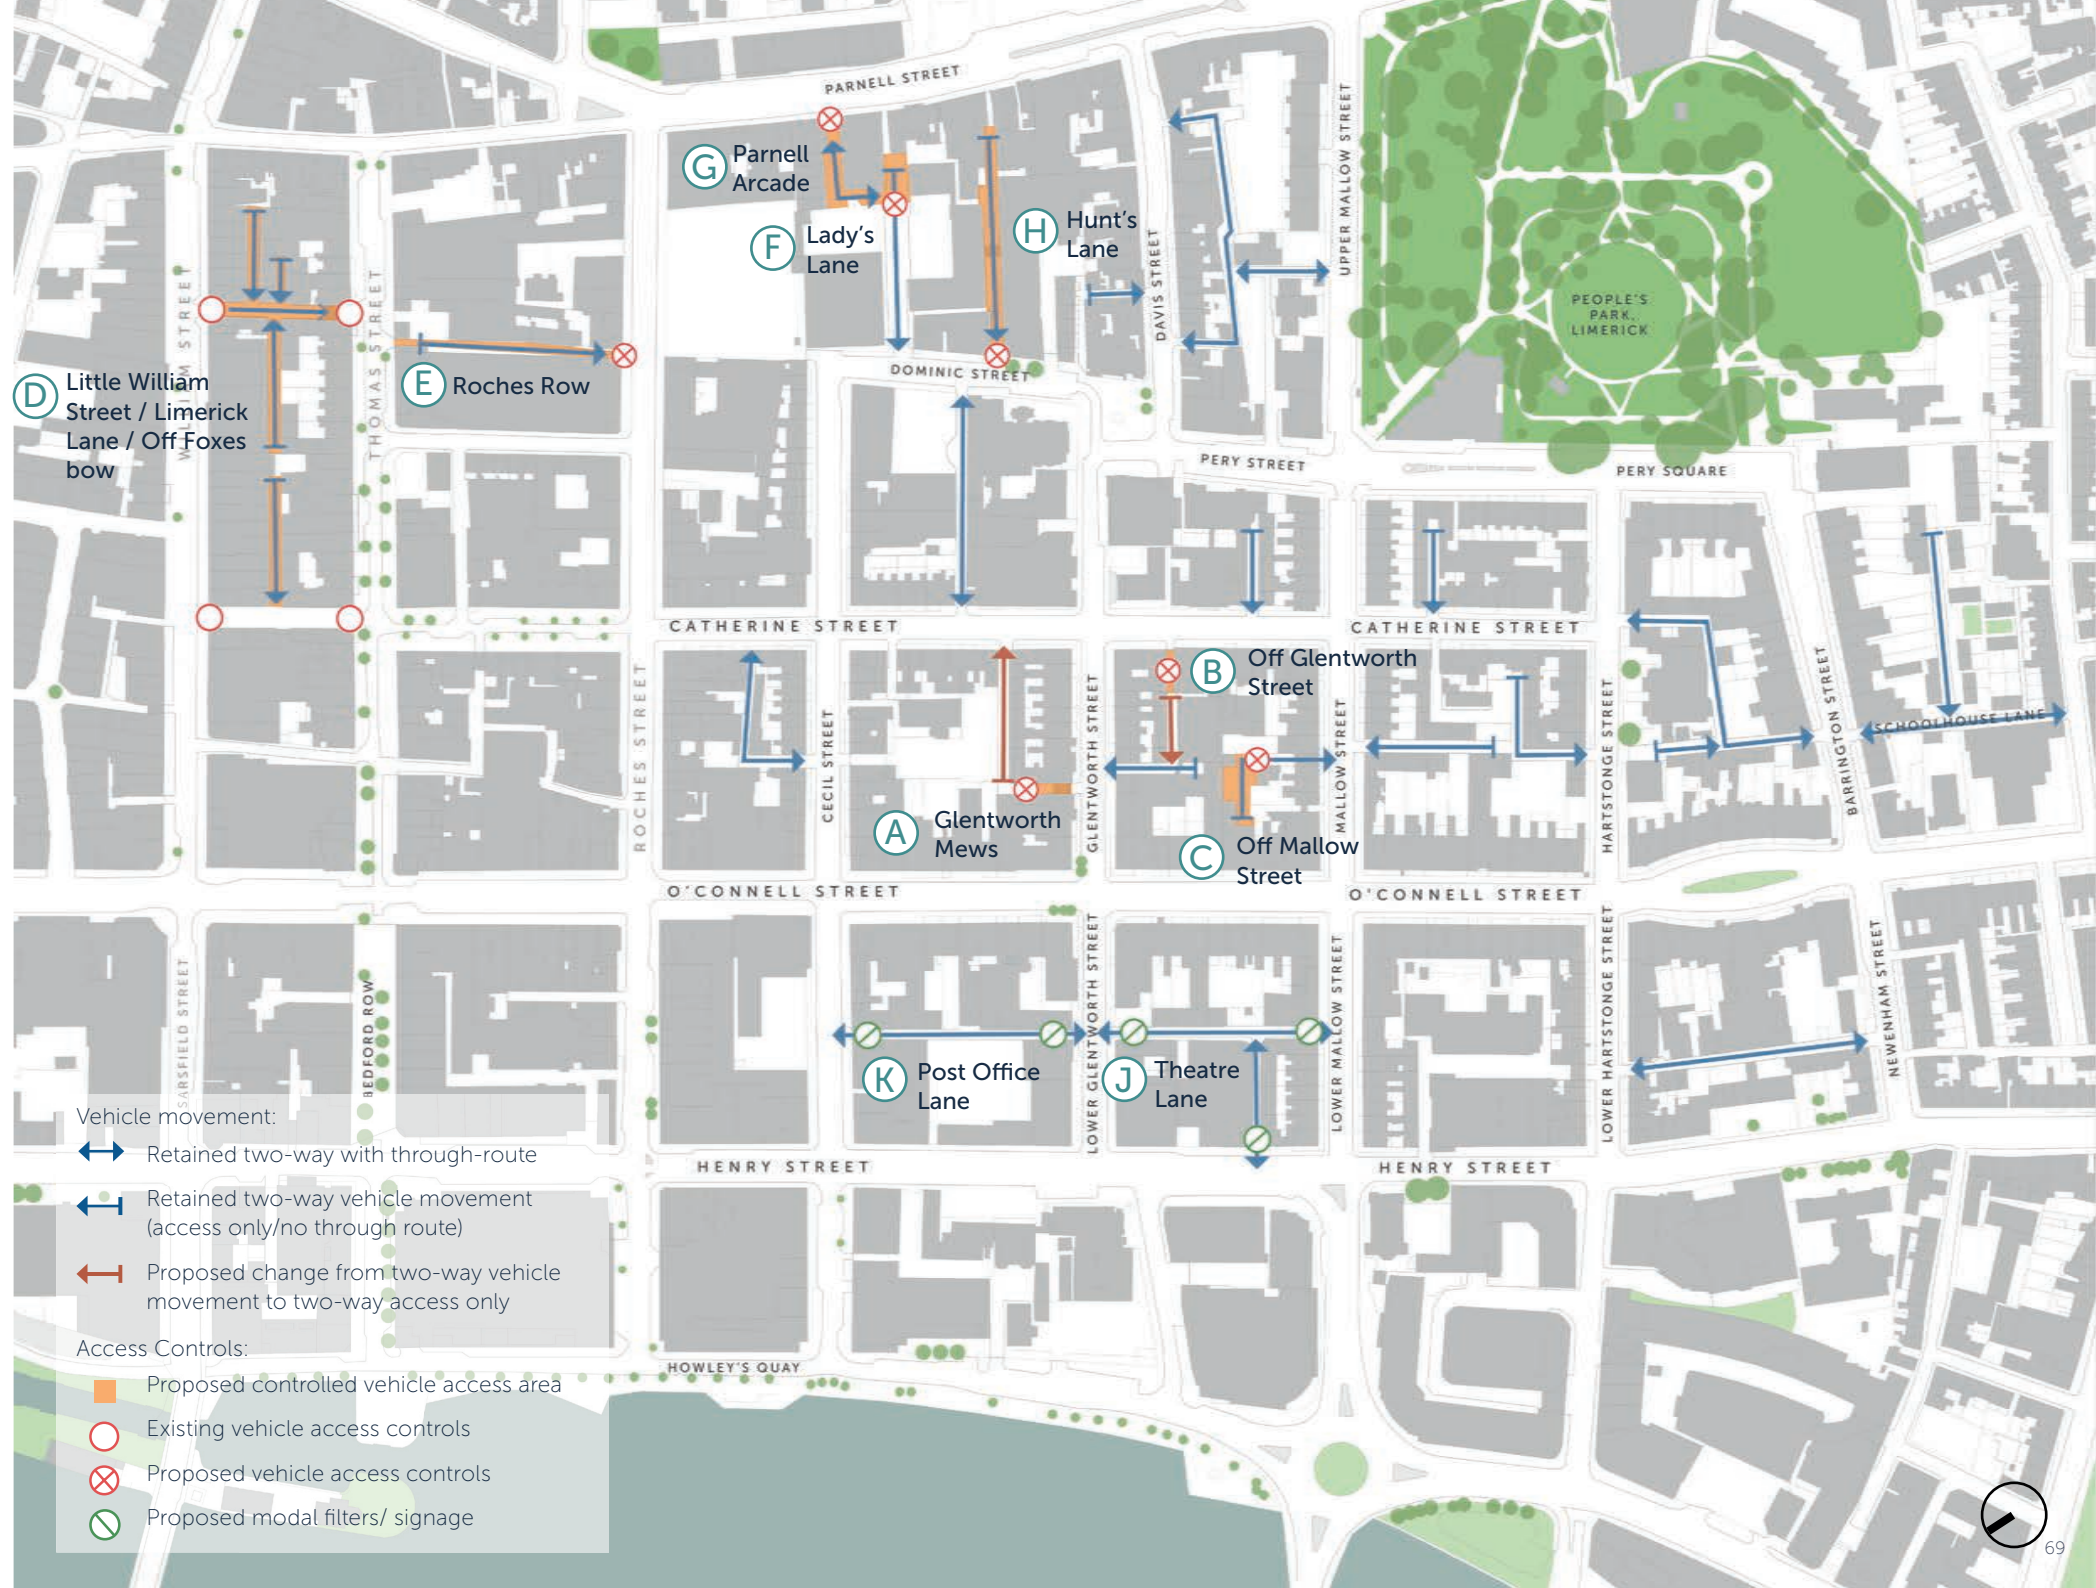 PARNELL STREET
G
Parnell
Arcade
F
Lady's
Lane
H
Hunt's
Lane
DAVIS STREET
UPPER MALLOW STREET
PEOPLE'S
PARK,
LIMERICK
WILLIAM STREET
THOMAS STREET
D
Little William
Street / Limerick
Lane / Off Foxes
bow
E
Roches Row
DOMINIC STREET
PERY STREET
PERY SQUARE
CATHERINE STREET
CATHERINE STREET
ROCHES STREET
CECIL STREET
A
Glentworth
Mews
GLENTWORTH STREET
B
Off Glentworth
Street
C
Off Mallow
Street
MALLOW STREET
HARTSTONGE STREET
BARRINGTON STREET
SCHOOLHOUSE LANE
O'CONNELL STREET
O'CONNELL STREET
SARSFIELD STREET
BEDFORD ROW
K
Post Office
Lane
LOWER GLENTWORTH STREET
J
Theatre
Lane
LOWER MALLOW STREET
LOWER HARTSTONGE STREET
NEWENHAM STREET
HENRY STREET
HENRY STREET
HOWLEY'S QUAY
Vehicle movement:
Retained two-way with through-route
Retained two-way vehicle movement
(access only/no through route)
Proposed change from two-way vehicle
movement to two-way access only
Access Controls:
Proposed controlled vehicle access area
Existing vehicle access controls
Proposed vehicle access controls
Proposed modal filters/ signage
69